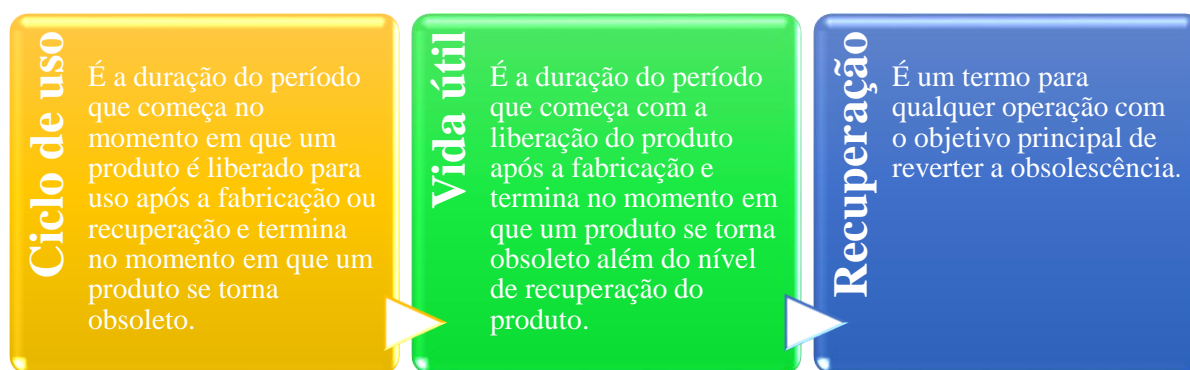 Ciclo de uso
É a duração do período
que começa no
momento em que um
produto é liberado para
uso após a fabricação ou
recuperação e termina
no momento em que um
produto se torna
obsoleto.
Vida útil
É a duração do período
que começa com a
liberação do produto
após a fabricação e
termina no momento em
que um produto se torna
obsoleto além do nível
de recuperação do
produto.
Recuperação
É um termo para
qualquer operação com
o objetivo principal de
reverter a obsolescência.